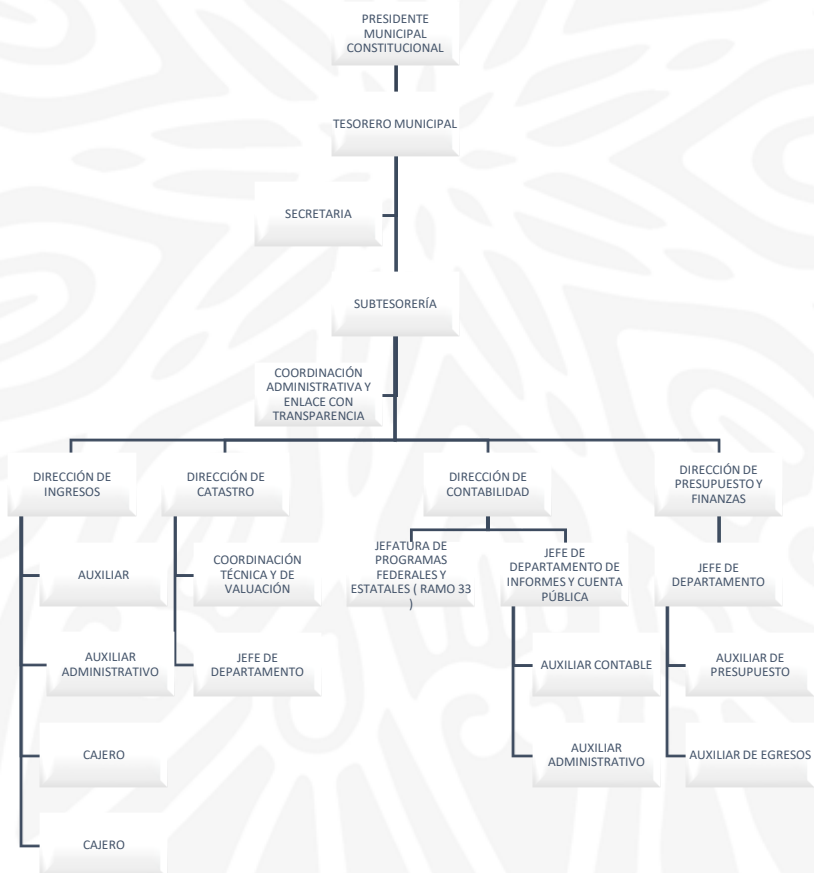 PRESIDENTE
MUNICIPAL
CONSTITUCIONAL
TESORERO MUNICIPAL
SECRETARIA
SUBTESORERÍA
COORDINACIÓN
ADMINISTRATIVA Y
ENLACE CON
TRANSPARENCIA
DIRECCIÓN DE
INGRESOS
AUXILIAR
AUXILIAR
ADMINISTRATIVO
CAJERO
CAJERO
DIRECCIÓN DE
CATASTRO
COORDINACIÓN
TÉCNICA Y DE
VALUACIÓN
JEFE DE
DEPARTAMENTO
DIRECCIÓN DE
CONTABILIDAD
JEFATURA DE
PROGRAMAS
FEDERALES Y
ESTATALES ( RAMO 33
)
JEFE DE
DEPARTAMENTO DE
INFORMES Y CUENTA
PÚBLICA
AUXILIAR CONTABLE
AUXILIAR
ADMINISTRATIVO
DIRECCIÓN DE
PRESUPUESTO Y
FINANZAS
JEFE DE
DEPARTAMENTO
AUXILIAR DE
PRESUPUESTO
AUXILIAR DE EGRESOS